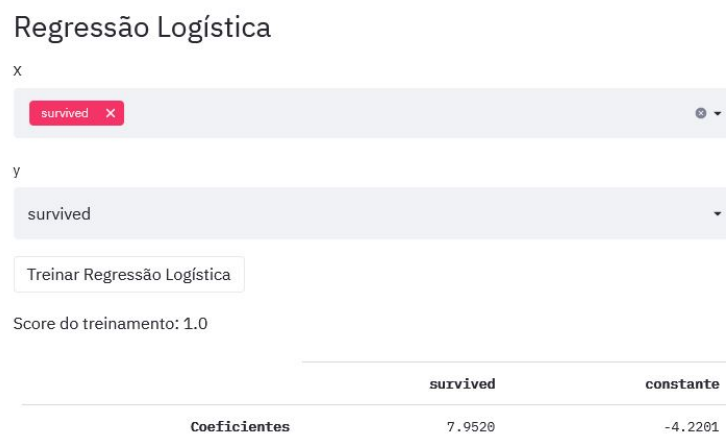 Regressão Logística
X
survived ×
y
survived
Treinar Regressão Logística
Score do treinamento: 1.0
survived constante
Coeficientes 7.9520 -4.2201